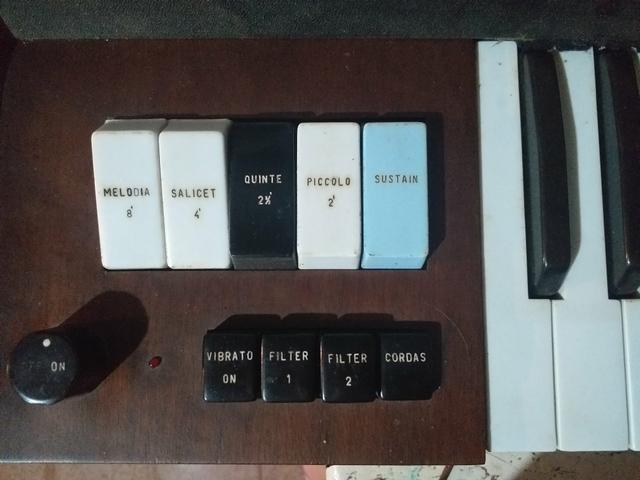 MELODIA
8'
SALICET
4'
QUINTE
2⅔'
PICCOLO
2'
SUSTAIN
ON
VIBRATO
ON
FILTER
1
FILTER
2
CORDAS